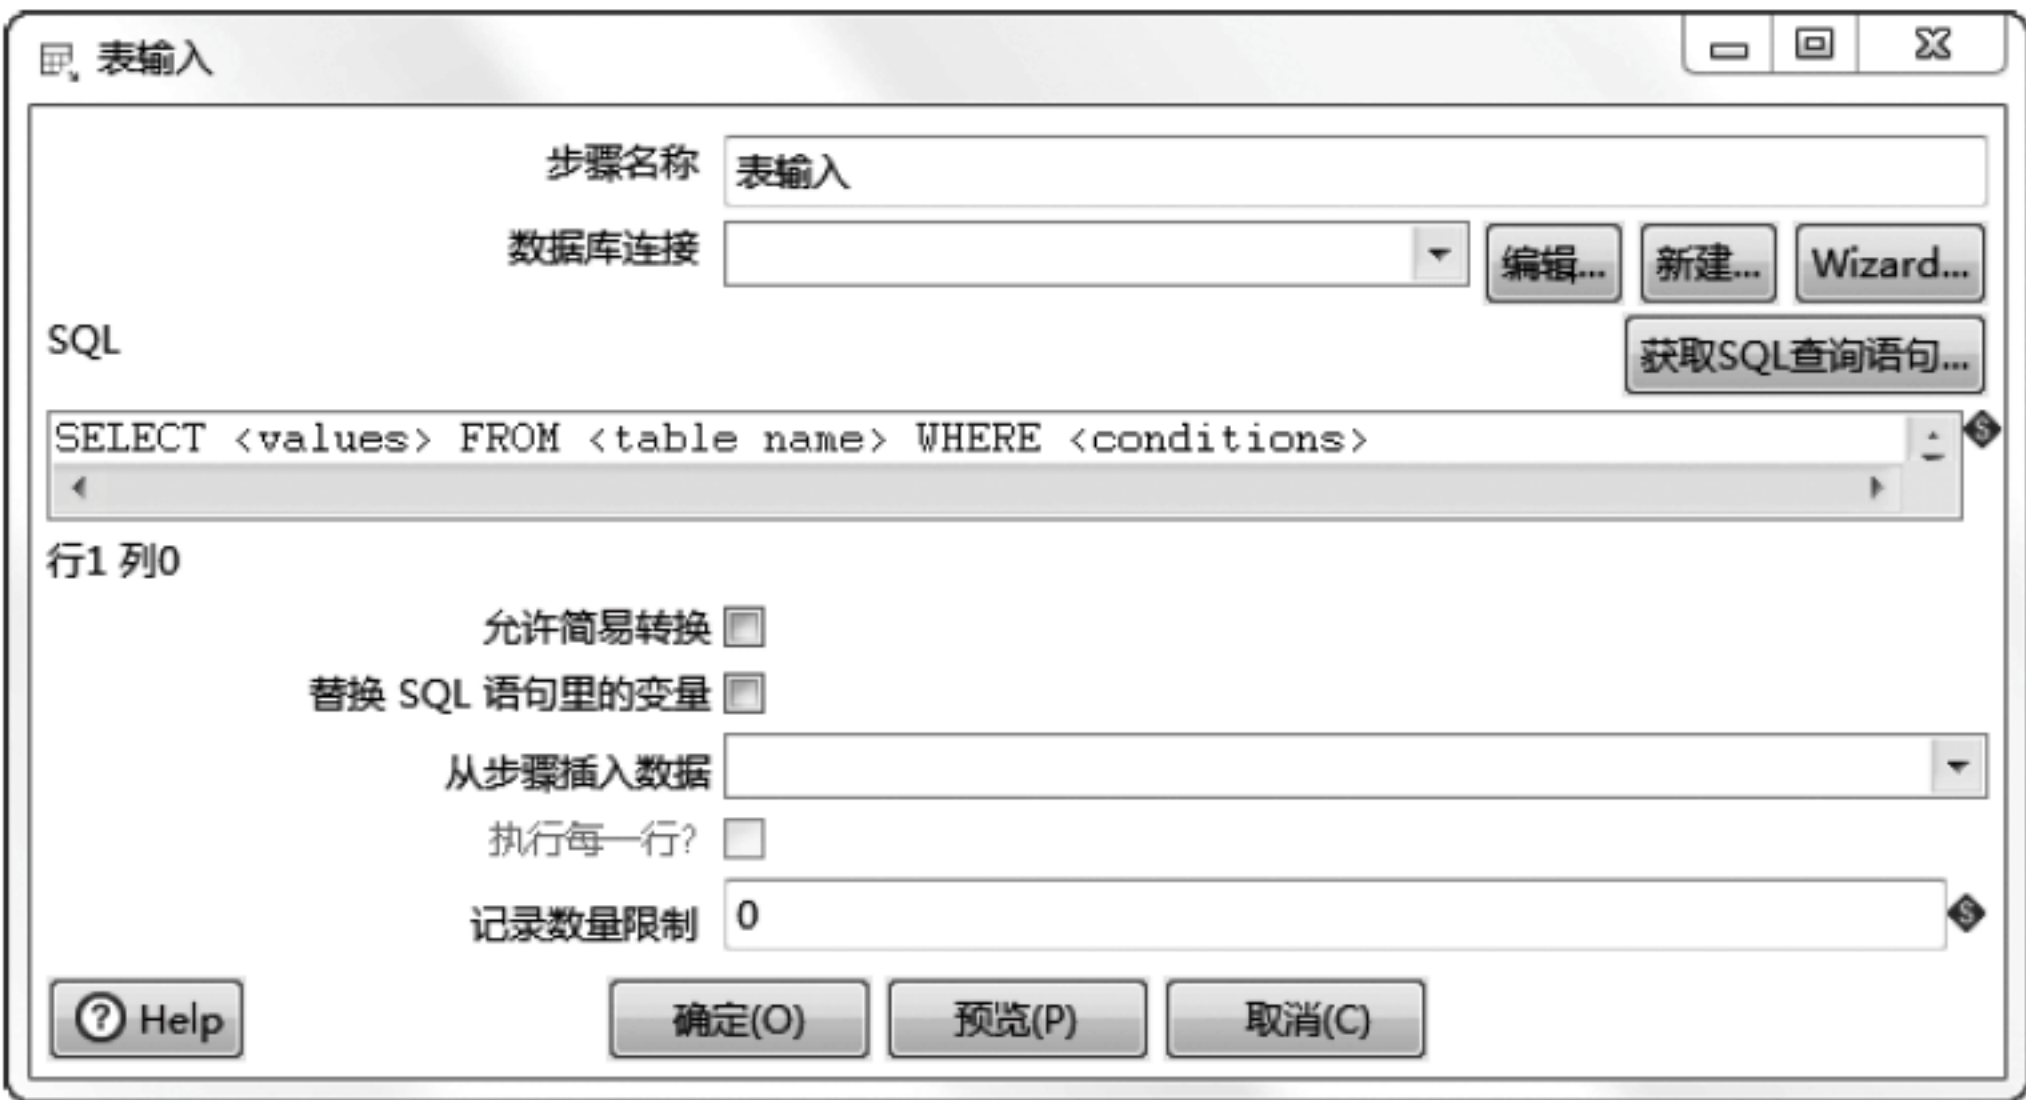 表输入
步骤名称 表输入
数据库连接 编辑... 新建... Wizard...
SQL 获取SQL查询语句...
SELECT <values> FROM <table name> WHERE <conditions>
行1 列0
允许简易转换
替换 SQL 语句里的变量
从步骤插入数据
执行每一行?
记录数量限制 0
Help 确定(O) 预览(P) 取消(C)